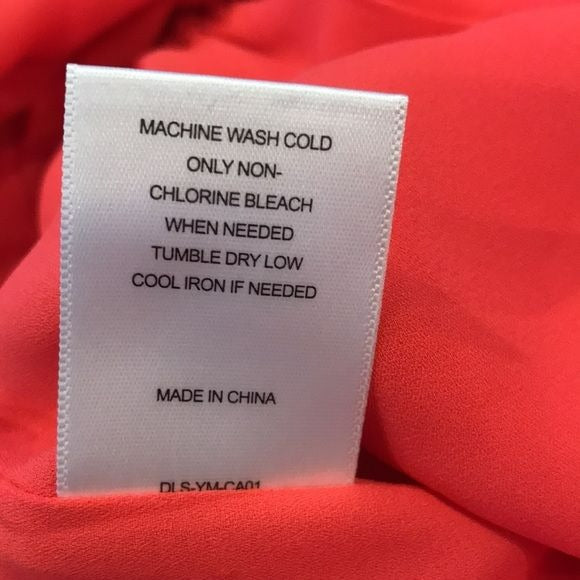 MACHINE WASH COLD
ONLY NON-
CHLORINE BLEACH
WHEN NEEDED
TUMBLE DRY LOW
COOL IRON IF NEEDED
MADE IN CHINA
DLS-YM-CA01